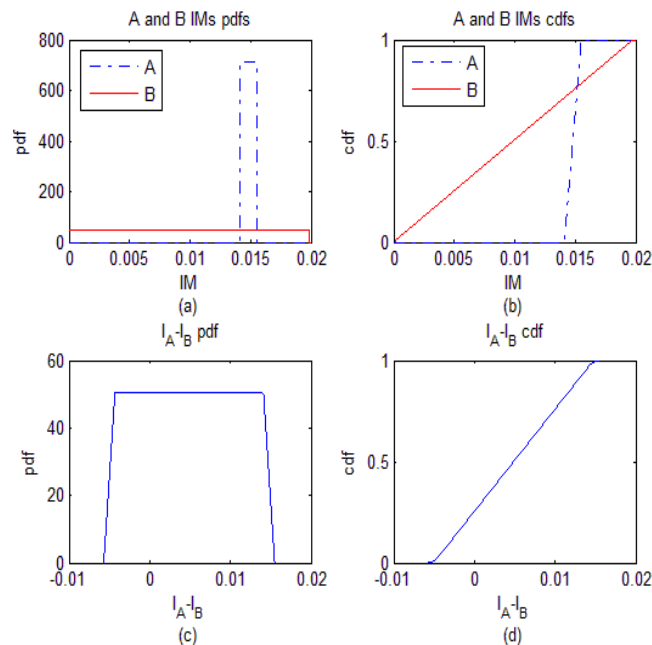 A and B IMs pdfs
800
600
400
200
0
pdf
A
B
0 0.005 0.01 0.015 0.02
IM
(a)
A and B IMs cdfs
1
0.5
0
cdf
A
B
0 0.005 0.01 0.015 0.02
IM
(b)
I_A-I_B pdf
60
40
20
0
pdf
-0.01 0 0.01 0.02
I_A-I_B
(c)
I_A-I_B cdf
1
0.5
0
cdf
-0.01 0 0.01 0.02
I_A-I_B
(d)